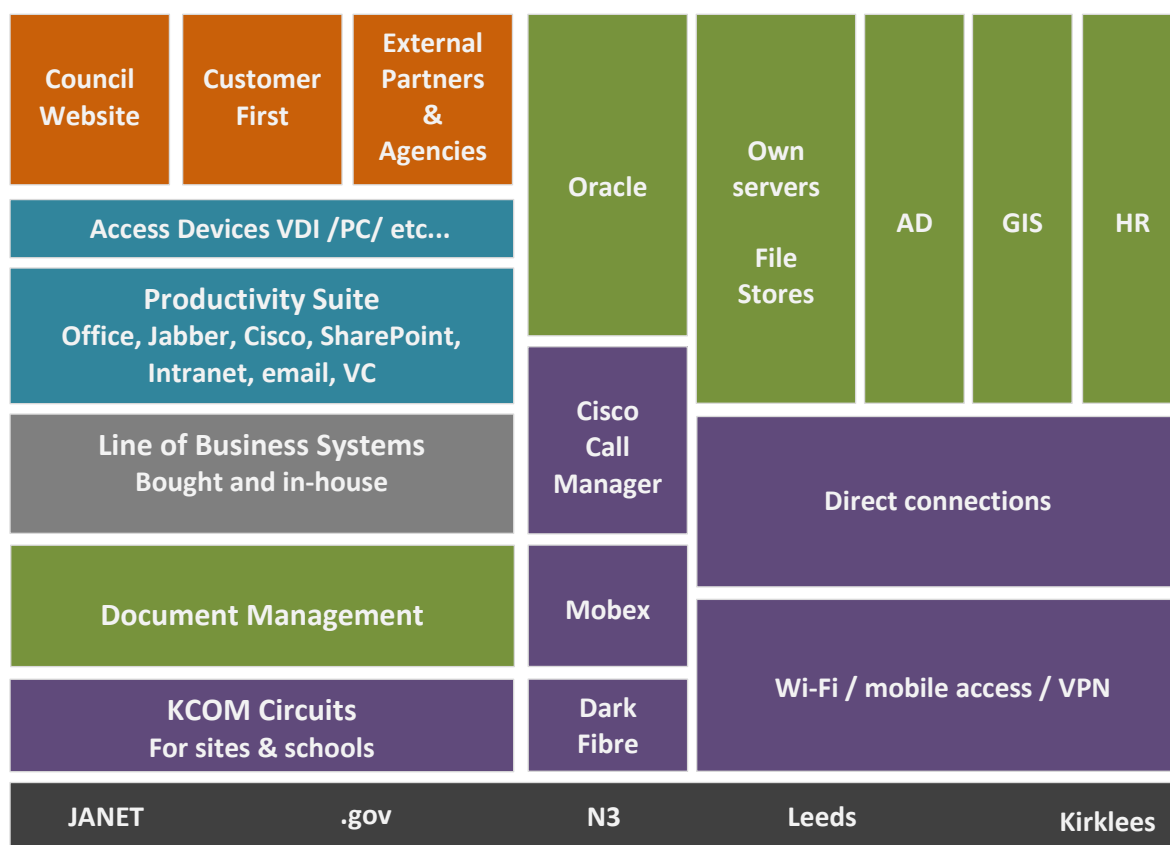 Council
Website
Customer
First
External
Partners
&
Agencies
Oracle
Own
servers
File
Stores
AD
GIS
HR
Access Devices VDI /PC/ etc...
Productivity Suite
Office, Jabber, Cisco, SharePoint,
Intranet, email, VC
Line of Business Systems
Bought and in-house
Cisco
Call
Manager
Direct connections
Document Management
Mobex
Wi-Fi / mobile access / VPN
KCOM Circuits
For sites & schools
Dark
Fibre
JANET
.gov
N3
Leeds
Kirklees